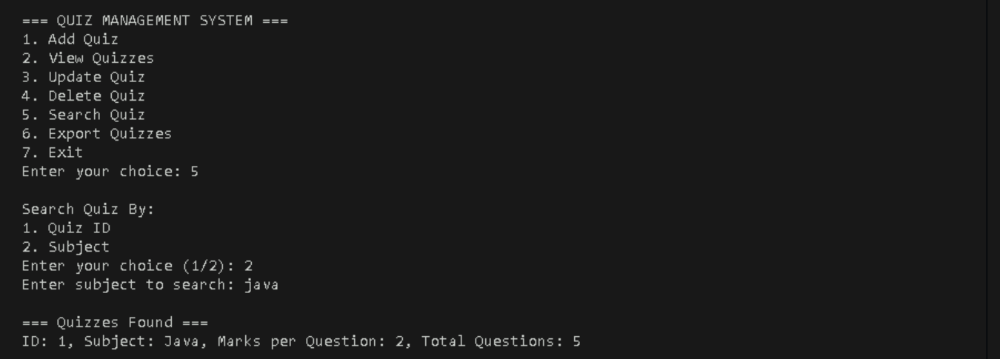 === QUIZ MANAGEMENT SYSTEM ===
1. Add Quiz
2. View Quizzes
3. Update Quiz
4. Delete Quiz
5. Search Quiz
6. Export Quizzes
7. Exit
Enter your choice: 5
Search Quiz By:
1. Quiz ID
2. Subject
Enter your choice (1/2): 2
Enter subject to search: java
=== Quizzes Found ===
ID: 1, Subject: Java, Marks per Question: 2, Total Questions: 5